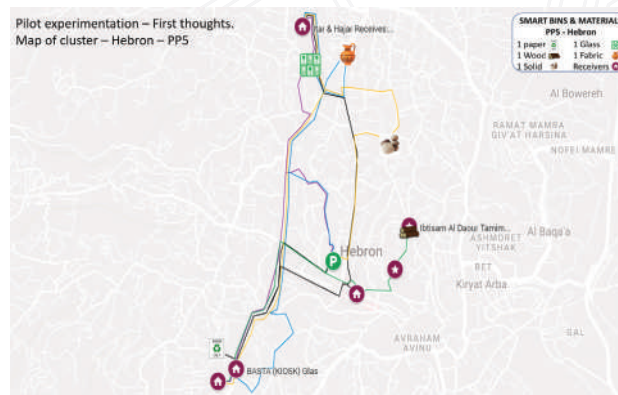 Pilot experimentation – First thoughts.
Map of cluster – Hebron – PP5
SMART BINS & MATERIAL
PP5 - Hebron
1 paper
1 Glass
1 Wood
1 Fabric
1 Solid
Receivers
& Hajar Receives...
Al Bowereh
RAMAT MAMRA
GIV'AT HARSINA
NOFEI MAMRE
Ibtisam Al Daour Tamim...
Al Baqa'a
Hebron
P
ASHMORET
YITSHAK
Kiryat Arba
AVRAHAM
AVINU
GAL
BASTA (KIOSK) Glas